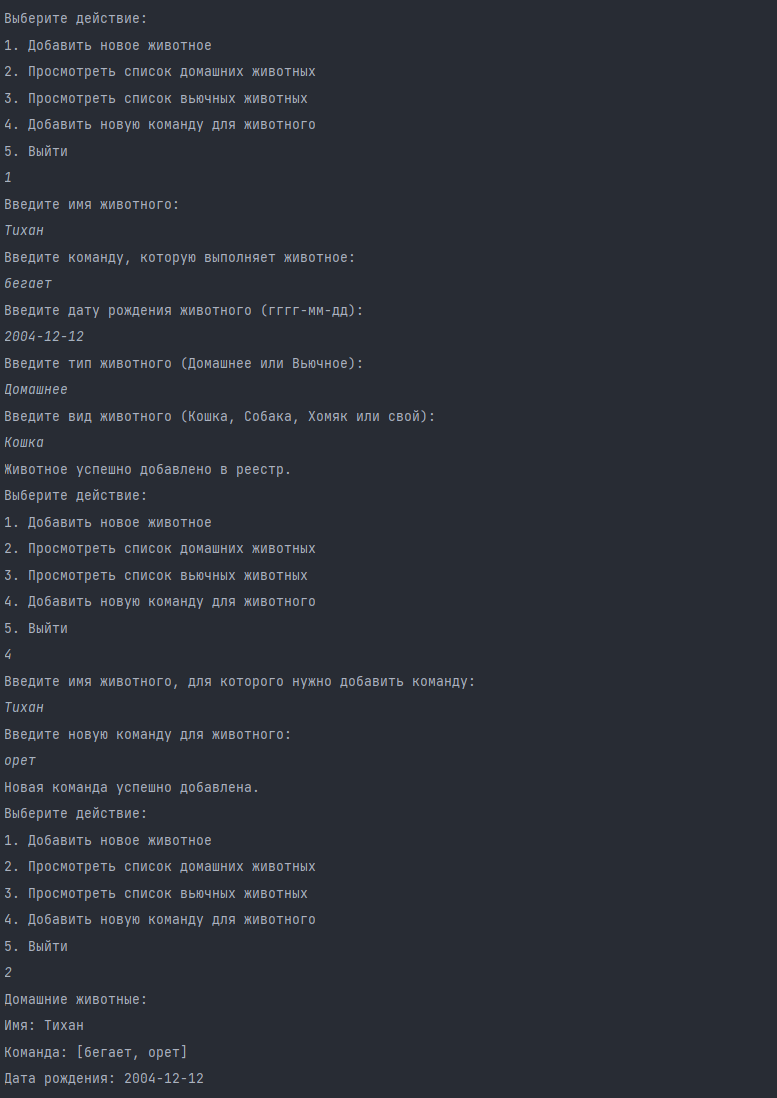 Выберите действие:
1. Добавить новое животное
2. Просмотреть список домашних животных
3. Просмотреть список вьючных животных
4. Добавить новую команду для животного
5. Выйти
1
Введите имя животного:
Тихан
Введите команду, которую выполняет животное:
бегает
Введите дату рождения животного (гггг-мм-дд):
2004-12-12
Введите тип животного (Домашнее или Вьючное):
Домашнее
Введите вид животного (Кошка, Собака, Хомяк или свой):
Кошка
Животное успешно добавлено в реестр.
Выберите действие:
1. Добавить новое животное
2. Просмотреть список домашних животных
3. Просмотреть список вьючных животных
4. Добавить новую команду для животного
5. Выйти
4
Введите имя животного, для которого нужно добавить команду:
Тихан
Введите новую команду для животного:
орет
Новая команда успешно добавлена.
Выберите действие:
1. Добавить новое животное
2. Просмотреть список домашних животных
3. Просмотреть список вьючных животных
4. Добавить новую команду для животного
5. Выйти
2
Домашние животные:
Имя: Тихан
Команда: [бегает, орет]
Дата рождения: 2004-12-12